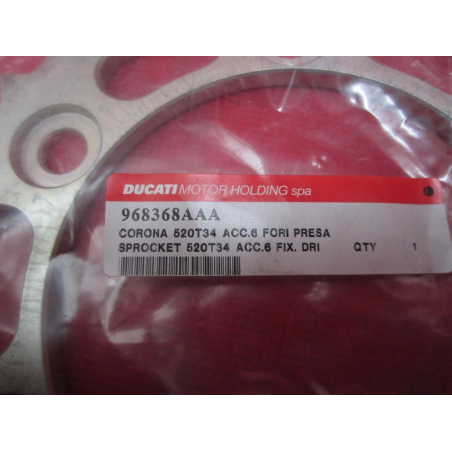 DUCATI MOTOR HOLDING spa
968368AAA
CORONA 520T34 ACC.6 FORI PRESA
SPROCKET 520T34 ACC.6 FIX. DRI QTY 1